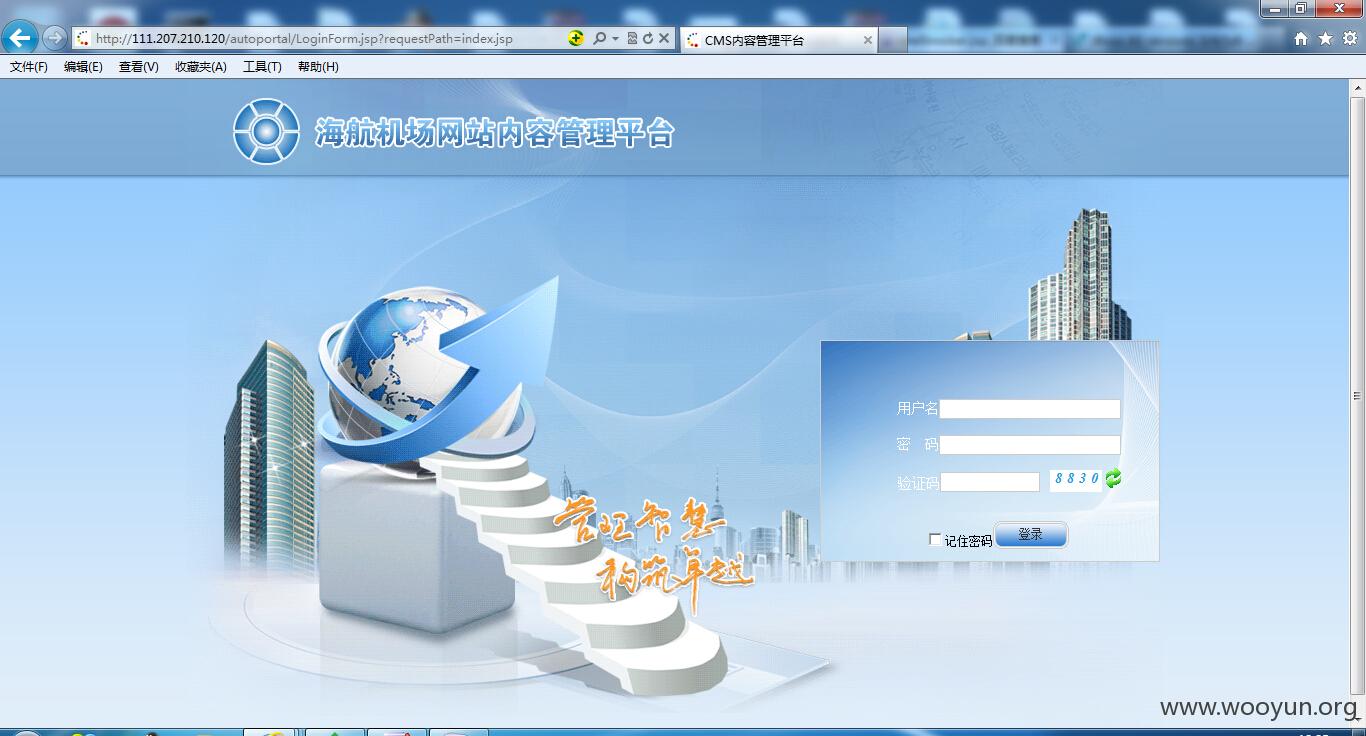 http://111.207.210.120/autoportal/LoginForm.jsp?requestPath=index.jsp
CMS内容管理平台
文件(F) 编辑(E) 查看(V) 收藏夹(A) 工具(T) 帮助(H)
海航机场网站内容管理平台
用户名
密 码
验证码 8830
记住密码 登录
管理智慧
构筑卓越
www.wooyun.org